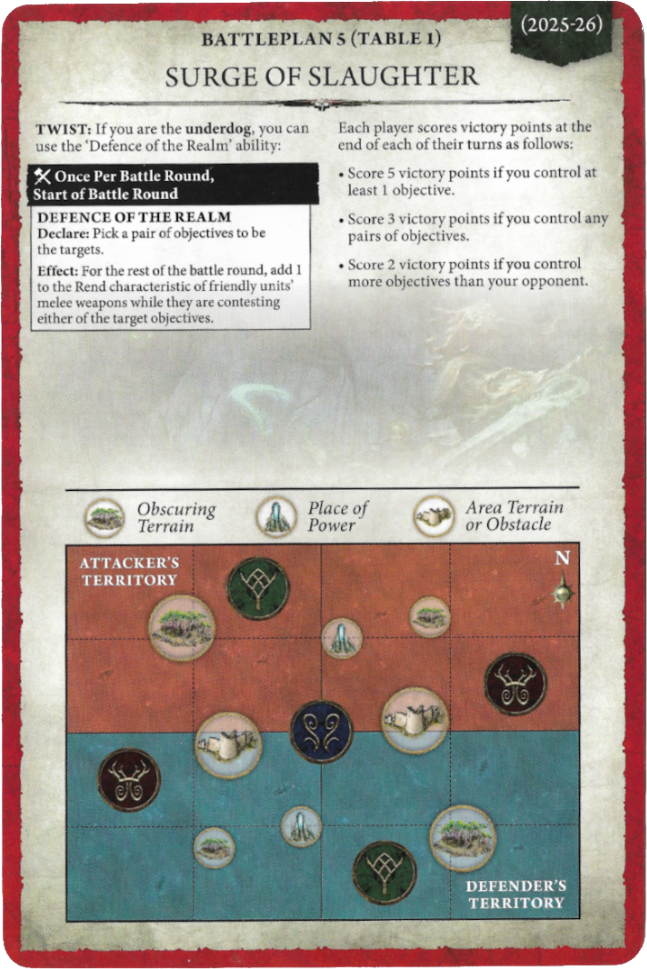 (2025-26)
BATTLEPLAN 5 (TABLE 1)
SURGE OF SLAUGHTER
TWIST: If you are the underdog, you can
use the ‘Defence of the Realm’ ability:
Once Per Battle Round,
Start of Battle Round
DEFENCE OF THE REALM
Declare: Pick a pair of objectives to be
the targets.
Effect: For the rest of the battle round, add 1
to the Rend characteristic of friendly units’
melee weapons while they are contesting
either of the target objectives.
Each player scores victory points at the
end of each of their turns as follows:
• Score 5 victory points if you control at
least 1 objective.
• Score 3 victory points if you control any
pairs of objectives.
• Score 2 victory points if you control
more objectives than your opponent.
Obscuring
Terrain
Place of
Power
Area Terrain
or Obstacle
ATTACKER’S
TERRITORY
N
DEFENDER’S
TERRITORY